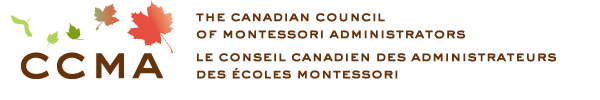 CCMA
THE CANADIAN COUNCIL
OF MONTESSORI ADMINISTRATORS
LE CONSEIL CANADIEN DES ADMINISTRATEURS
DES ÉCOLES MONTESSORI